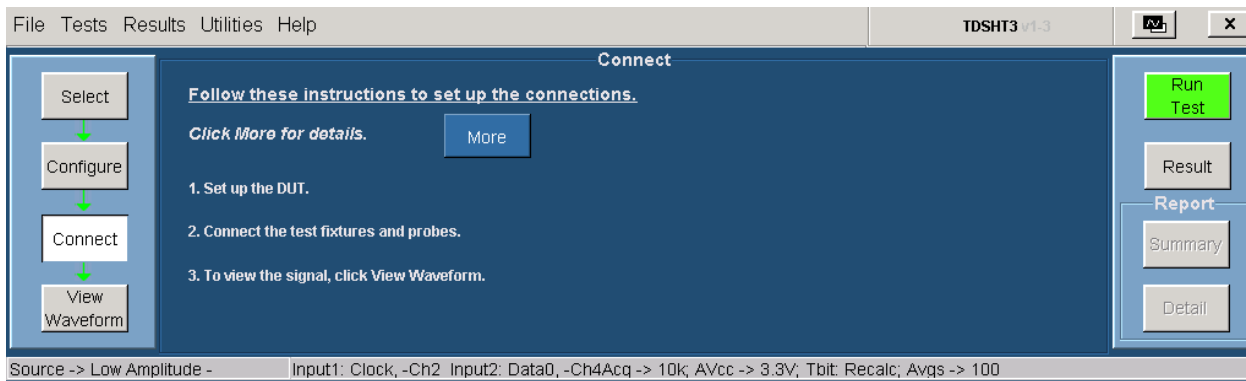 File Tests Results Utilities Help TDSHT3 v1-3 x
Connect
Select
Configure
Connect
View
Waveform
Follow these instructions to set up the connections.
Click More for details. More
1. Set up the DUT.
2. Connect the test fixtures and probes.
3. To view the signal, click View Waveform.
Run
Test
Result
Report
Summary
Detail
Source -> Low Amplitude - Input1: Clock, -Ch2 Input2: Data0, -Ch4Acq -> 10k; AVcc -> 3.3V; Tbit: Recalc; Avgs -> 100